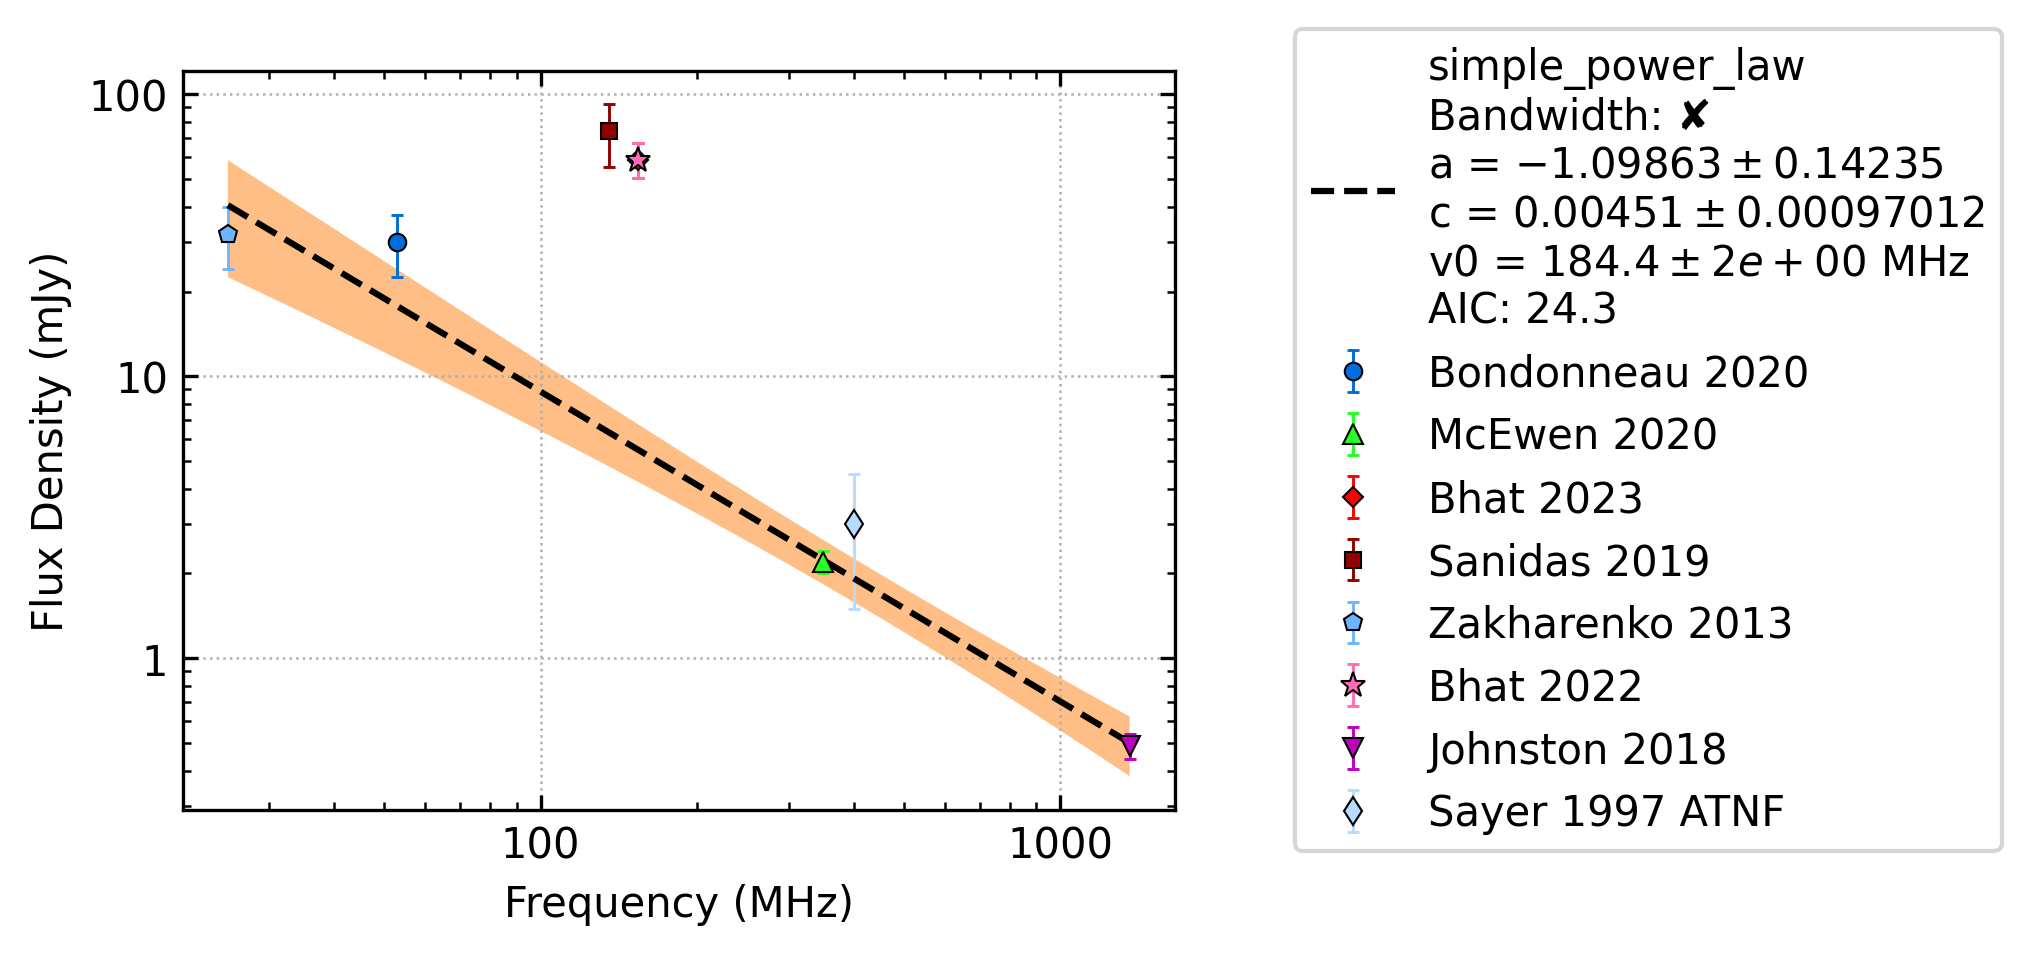 100
10
1
Flux Density (mJy)
100
1000
Frequency (MHz)
simple_power_law
Bandwidth: ✘
a = −1.09863 ± 0.14235
c = 0.00451 ± 0.00097012
v0 = 184.4 ± 2e + 00 MHz
AIC: 24.3
Bondonneau 2020
McEwen 2020
Bhat 2023
Sanidas 2019
Zakharenko 2013
Bhat 2022
Johnston 2018
Sayer 1997 ATNF